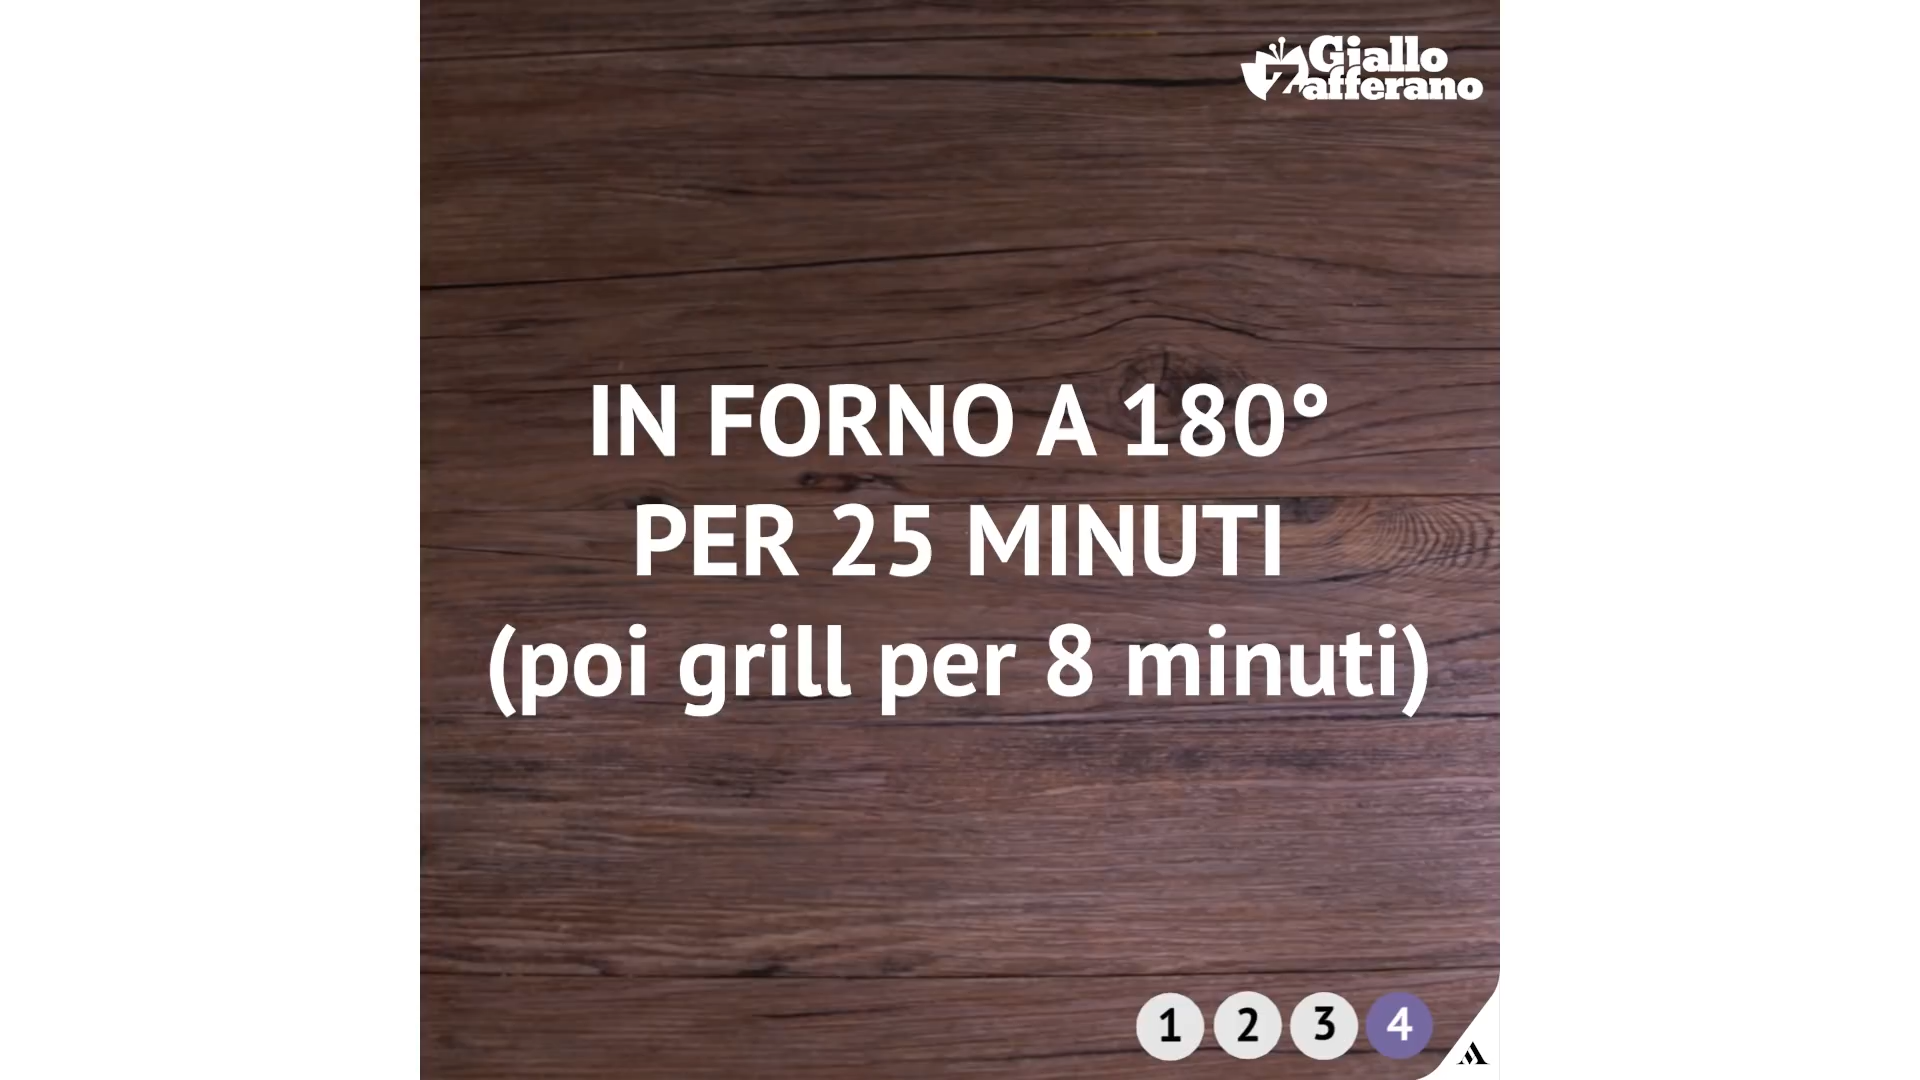 Giallo
Zafferano
IN FORNO A 180°
PER 25 MINUTI
(poi grill per 8 minuti)
1 2 3 4